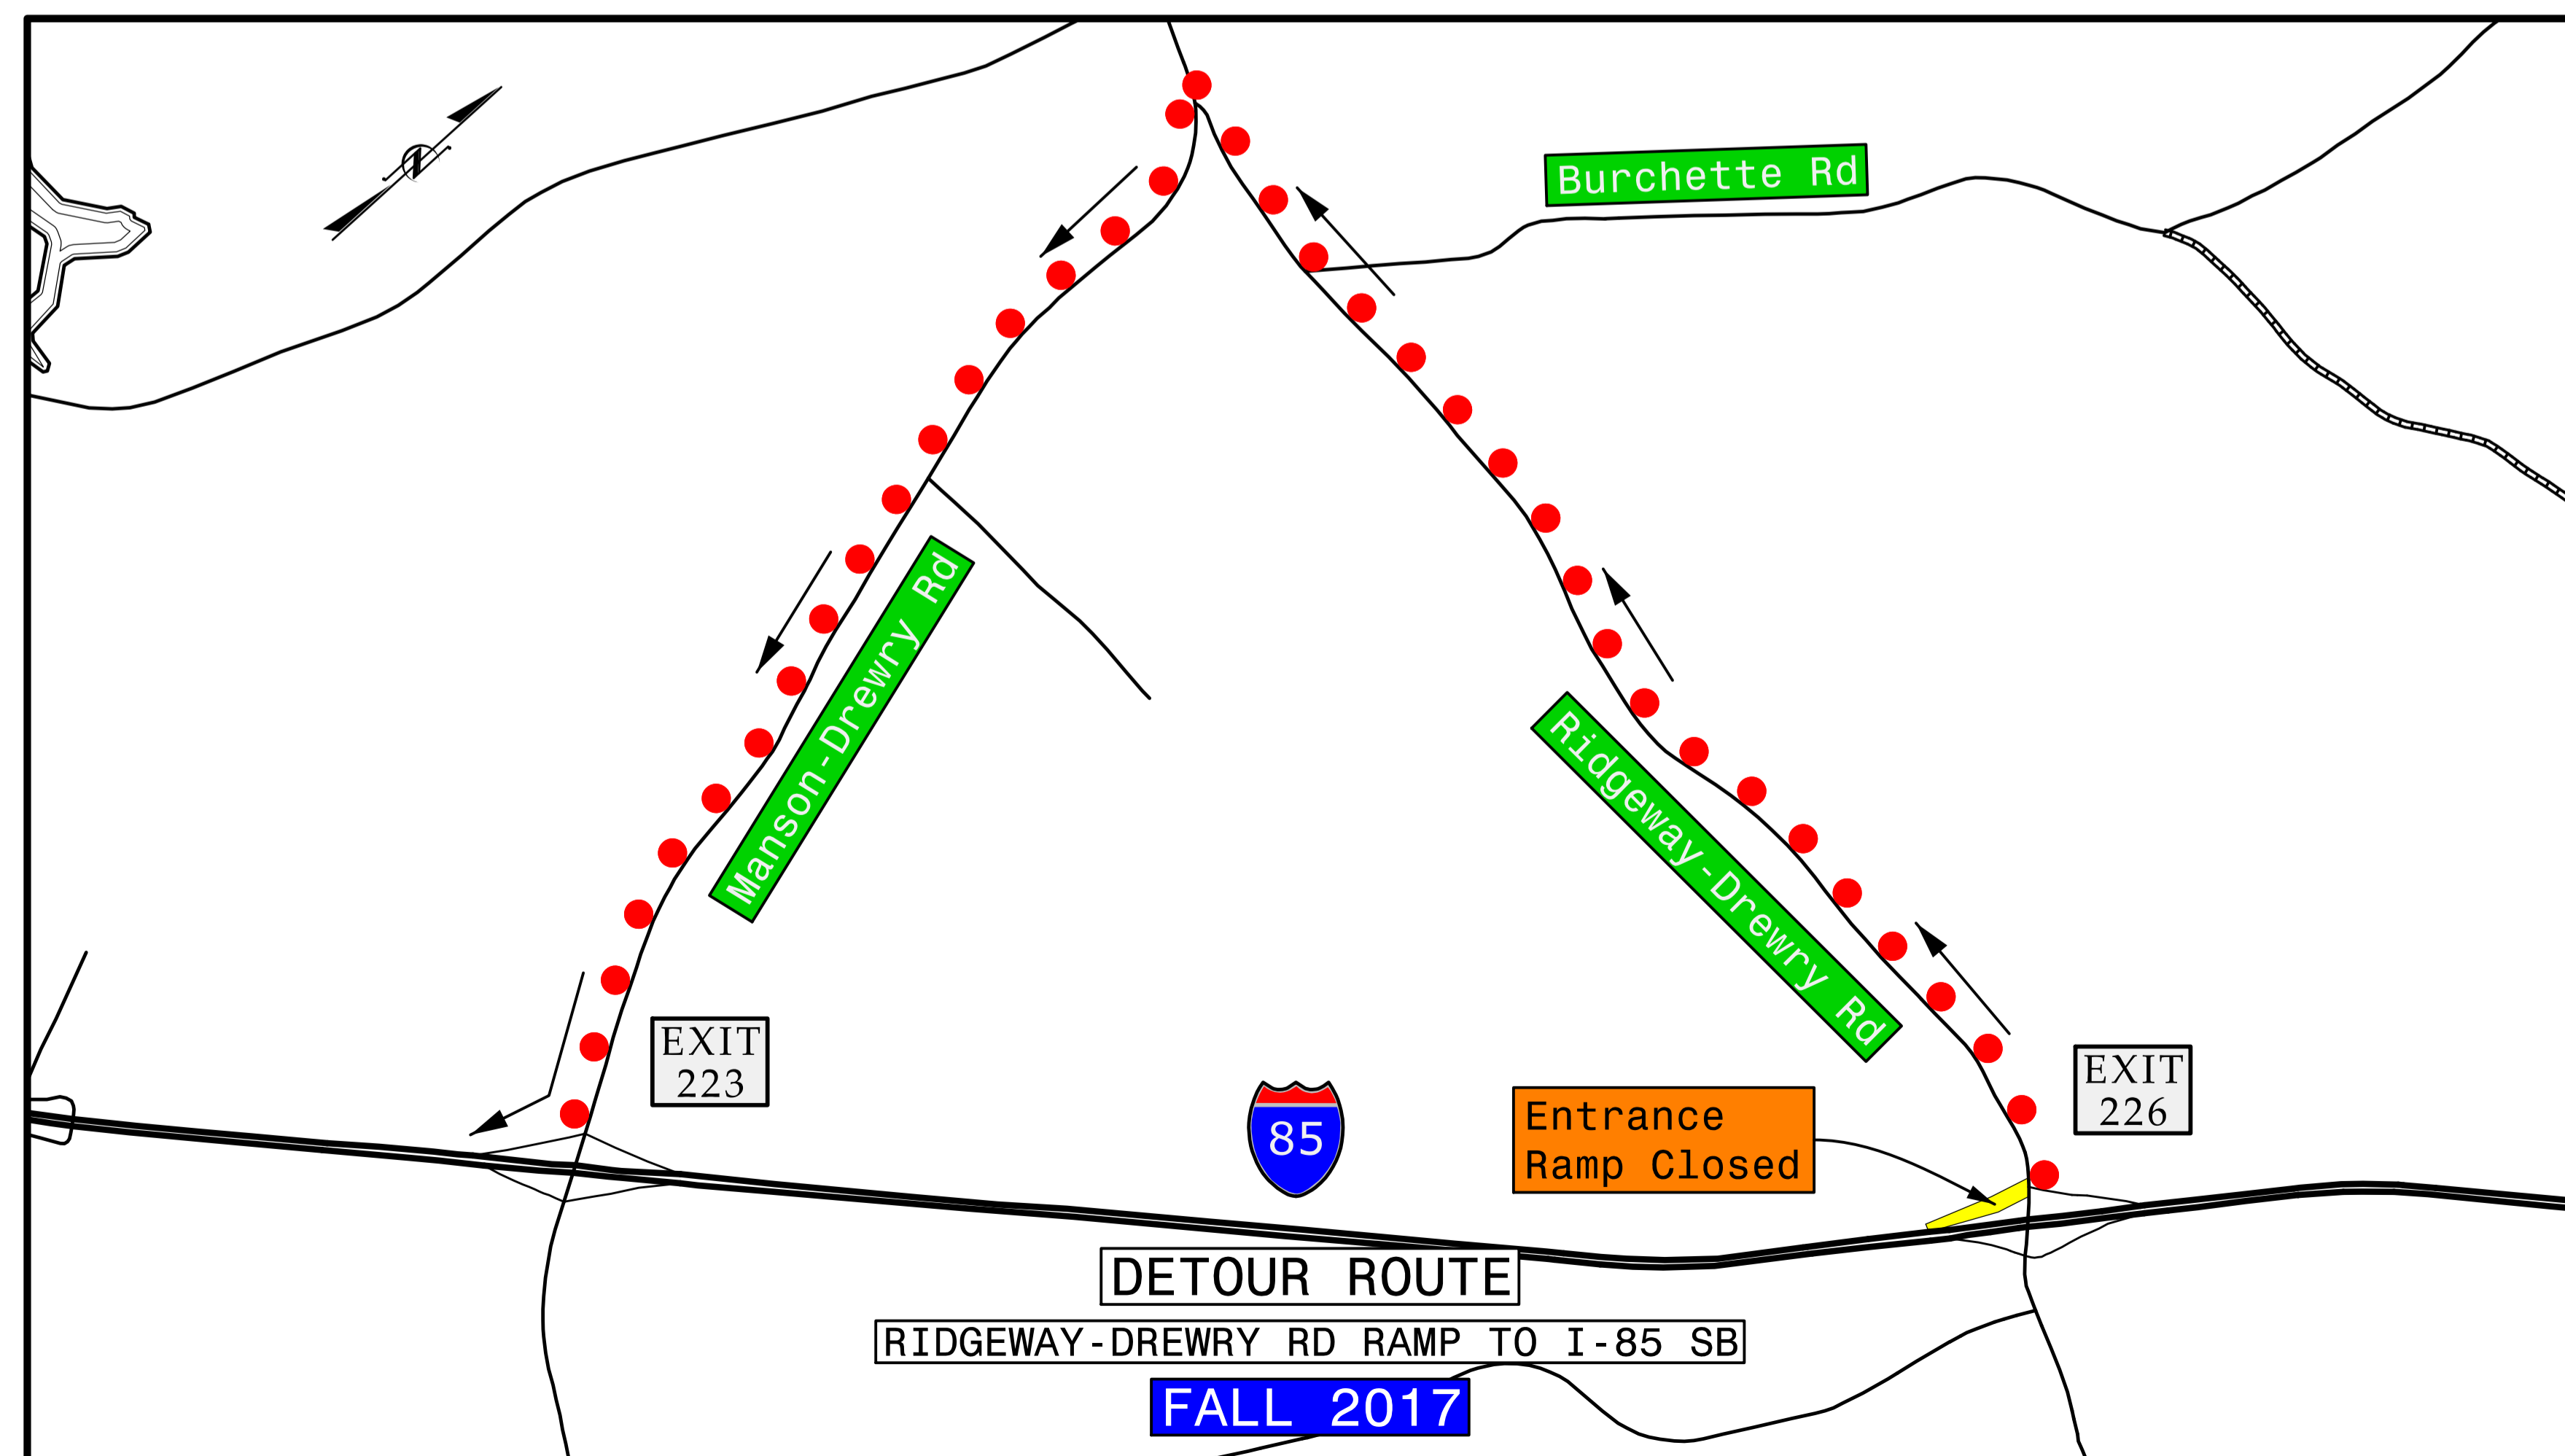 Burchette Rd
Manson-Drewry Rd
Ridgeway-Drewry Rd
EXIT
223
EXIT
226
85
Entrance
Ramp Closed
DETOUR ROUTE
RIDGEWAY-DREWRY RD RAMP TO I-85 SB
FALL 2017